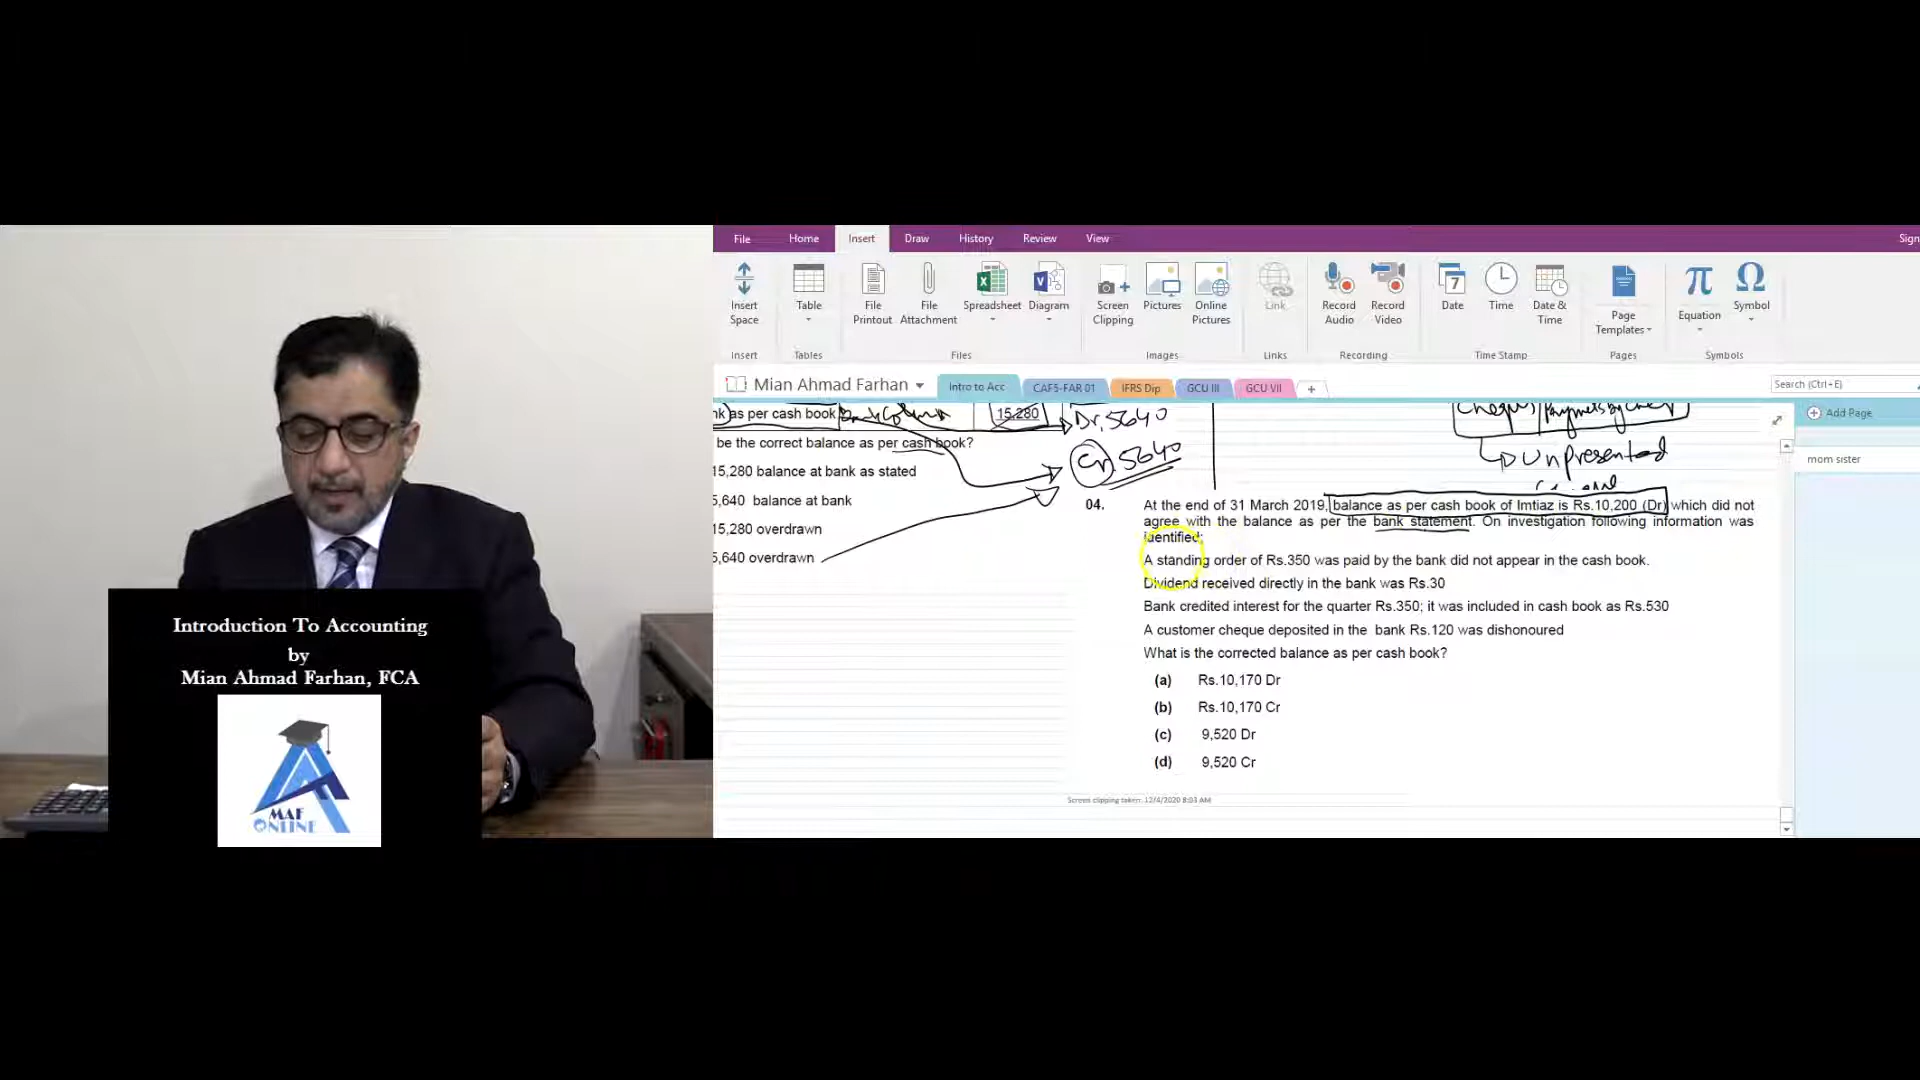 File Home Insert Draw History Review View Sign
Insert Space
Table
File Printout
File Attachment
Spreadsheet
Diagram
Screen Clipping
Pictures
Online Pictures
Link
Record Audio
Record Video
Date
Time
Date & Time
Page Templates
Equation
Symbol
Insert Tables Files Images Links Recording Time Stamp Pages Symbols
Mian Ahmad Farhan Intro to Acc CAF5-FAR 01 IFRS Dip GCU III GCU VII + Search (Ctrl+E)
Add Page
mom sister
nk) as per cash book 15,280 Dr, 5640
be the correct balance as per cash book?
Cr, 5640
15,280 balance at bank as stated
5,640 balance at bank
15,280 overdrawn
5,640 overdrawn
Unpresented
04. At the end of 31 March 2019, balance as per cash book of Imtiaz is Rs.10,200 (Dr) which did not
agree with the balance as per the bank statement. On investigation following information was
identified;
A standing order of Rs.350 was paid by the bank did not appear in the cash book.
Dividend received directly in the bank was Rs.30
Bank credited interest for the quarter Rs.350; it was included in cash book as Rs.530
A customer cheque deposited in the bank Rs.120 was dishonoured
What is the corrected balance as per cash book?
(a) Rs.10,170 Dr
(b) Rs.10,170 Cr
(c) 9,520 Dr
(d) 9,520 Cr
Screen clipping taken: 12/4/2020 8:03 AM
Introduction To Accounting
by
Mian Ahmad Farhan, FCA
MAF
ONLINE